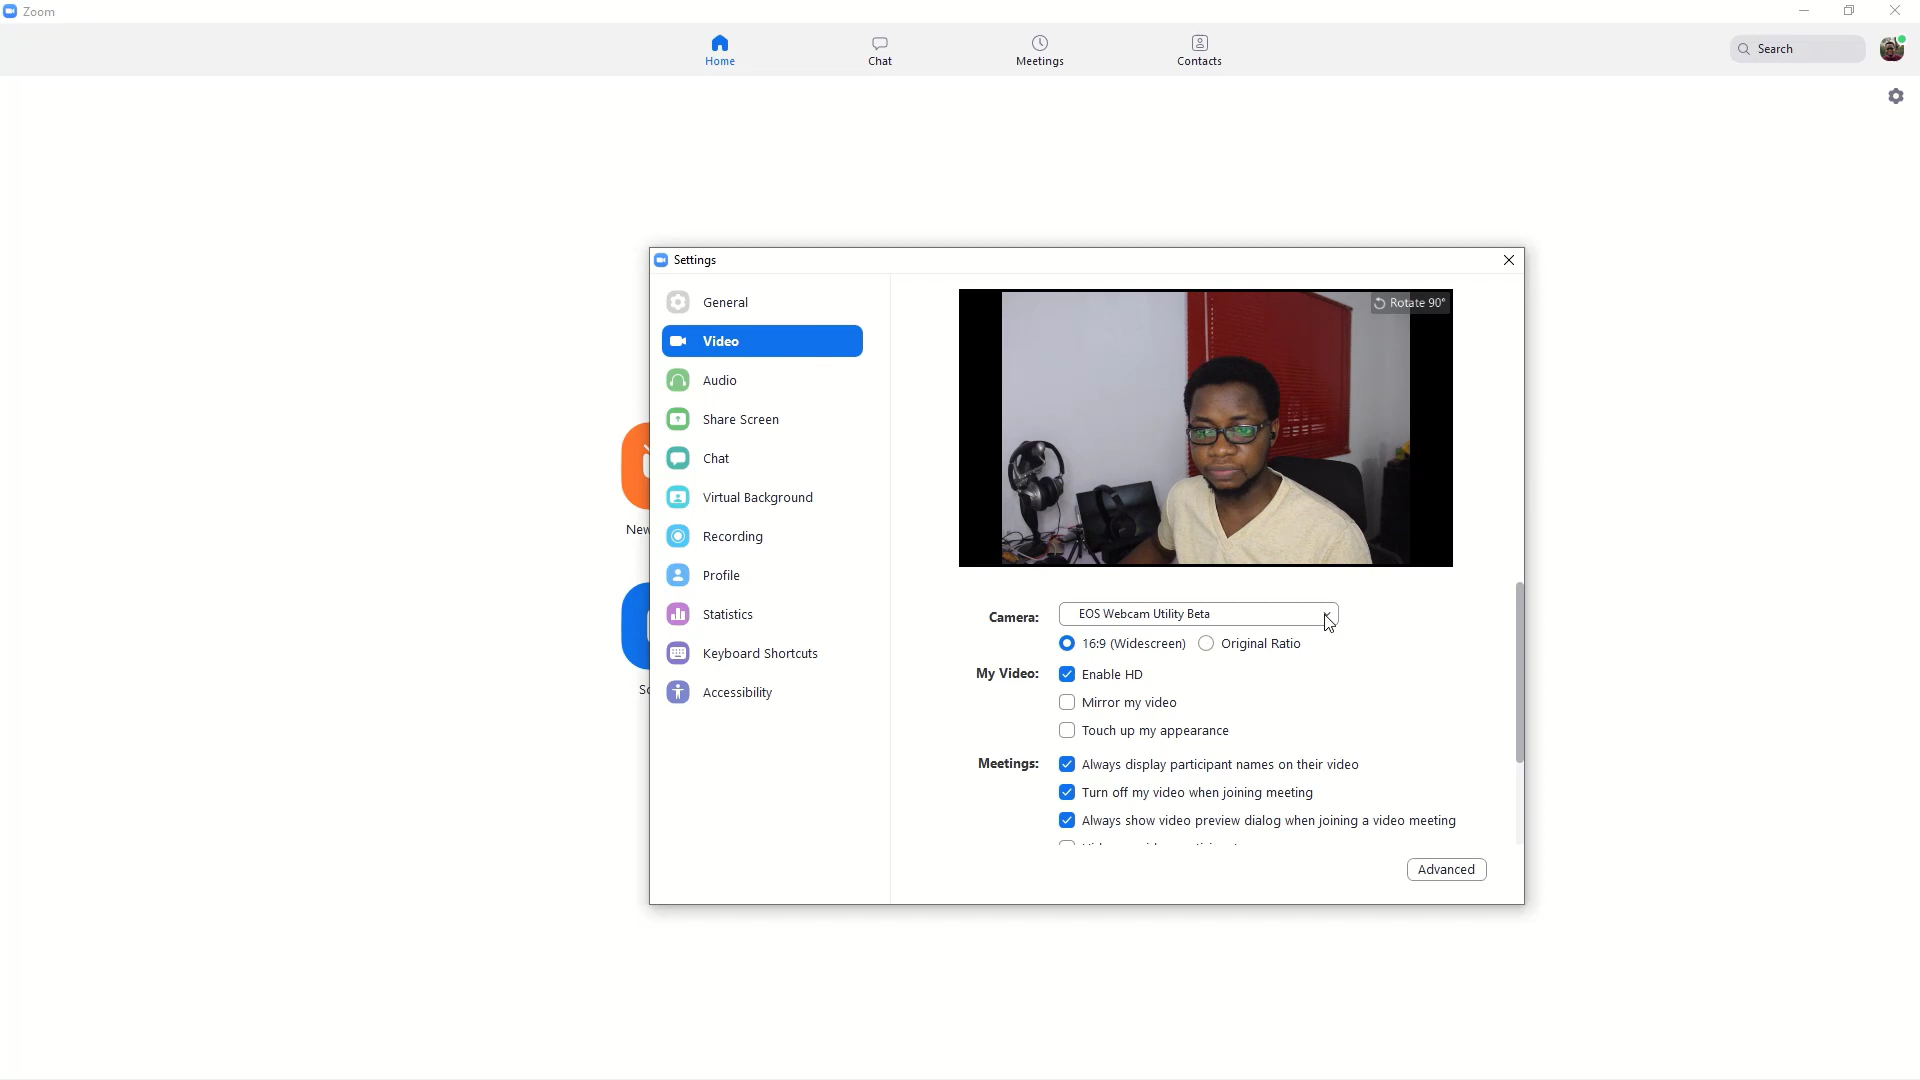 Zoom
Home
Chat
Meetings
Contacts
Search
New
Settings
General
Video
Audio
Share Screen
Chat
Virtual Background
Recording
Profile
Statistics
Keyboard Shortcuts
Accessibility
Rotate 90°
Camera:
EOS Webcam Utility Beta
16:9 (Widescreen) Original Ratio
My Video:
Enable HD
Mirror my video
Touch up my appearance
Meetings:
Always display participant names on their video
Turn off my video when joining meeting
Always show video preview dialog when joining a video meeting
Advanced